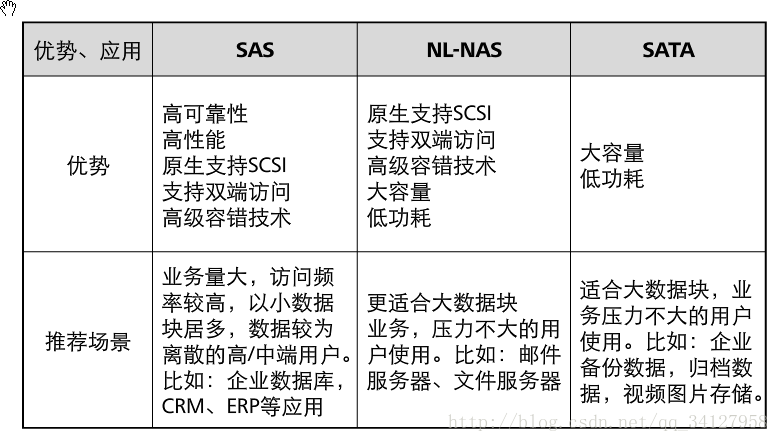 优势、应用
SAS
NL-NAS
SATA
优势
高可靠性
高性能
原生支持SCSI
支持双端访问
高级容错技术
原生支持SCSI
支持双端访问
高级容错技术
大容量
低功耗
大容量
低功耗
推荐场景
业务量大，访问频
率较高，以小数据
块居多，数据较为
离散的高/中端用户。
比如：企业数据库，
CRM、ERP等应用
更适合大数据块
业务，压力不大的用
户使用。比如：邮件
服务器、文件服务器
适合大数据块，业
务压力不大的用户
使用。比如：企业
备份数据，归档数
据，视频图片存储。
http://blog.csdn.net/qq_34127958